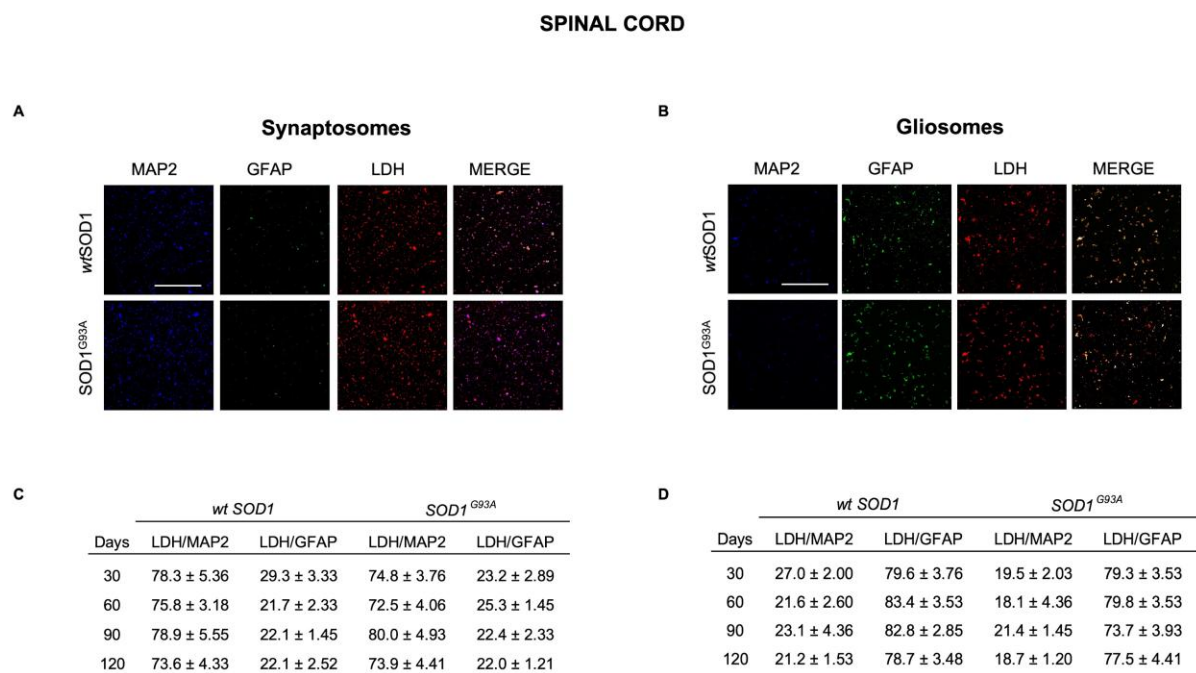 SPINAL CORD
A
Synaptosomes
MAP2 GFAP LDH MERGE
wtSOD1
SOD1G93A
B
Gliosomes
MAP2 GFAP LDH MERGE
wtSOD1
SOD1G93A
C
wt SOD1 SOD1 G93A
Days LDH/MAP2 LDH/GFAP LDH/MAP2 LDH/GFAP
30 78.3 ± 5.36 29.3 ± 3.33 74.8 ± 3.76 23.2 ± 2.89
60 75.8 ± 3.18 21.7 ± 2.33 72.5 ± 4.06 25.3 ± 1.45
90 78.9 ± 5.55 22.1 ± 1.45 80.0 ± 4.93 22.4 ± 2.33
120 73.6 ± 4.33 22.1 ± 2.52 73.9 ± 4.41 22.0 ± 1.21
D
wt SOD1 SOD1 G93A
Days LDH/MAP2 LDH/GFAP LDH/MAP2 LDH/GFAP
30 27.0 ± 2.00 79.6 ± 3.76 19.5 ± 2.03 79.3 ± 3.53
60 21.6 ± 2.60 83.4 ± 3.53 18.1 ± 4.36 79.8 ± 3.53
90 23.1 ± 4.36 82.8 ± 2.85 21.4 ± 1.45 73.7 ± 3.93
120 21.2 ± 1.53 78.7 ± 3.48 18.7 ± 1.20 77.5 ± 4.41